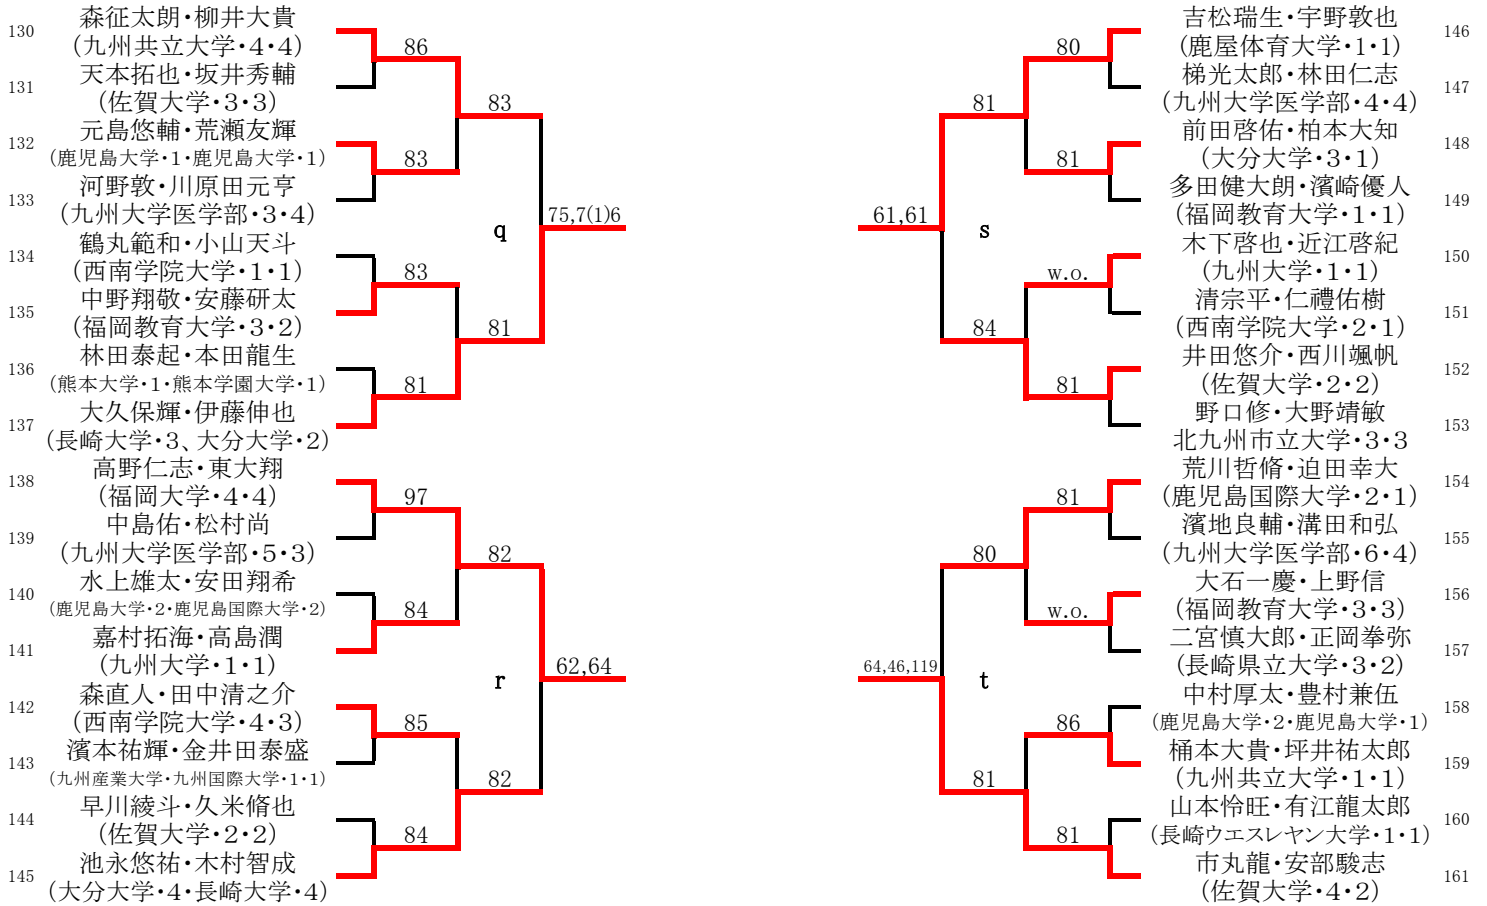 130
森征太朗・柳井大貴
(九州共立大学・4・4)
86
131
天本拓也・坂井秀輔
(佐賀大学・3・3)
83
132
元島悠輔・荒瀬友輝
(鹿児島大学・1・鹿児島大学・1)
83
133
河野敦・川原田元亨
(九州大学医学部・3・4)
q
75,7(1)6
134
鶴丸範和・小山天斗
(西南学院大学・1・1)
83
135
中野翔敬・安藤研太
(福岡教育大学・3・2)
81
136
林田泰起・本田龍生
(熊本大学・1・熊本学園大学・1)
81
137
大久保輝・伊藤伸也
(長崎大学・3、大分大学・2)
138
高野仁志・東大翔
(福岡大学・4・4)
97
139
中島佑・松村尚
(九州大学医学部・5・3)
82
140
水上雄太・安田翔希
(鹿児島大学・2・鹿児島国際大学・2)
84
141
嘉村拓海・高島潤
(九州大学・1・1)
r
62,64
142
森直人・田中清之介
(西南学院大学・4・3)
85
143
濱本祐輝・金井田泰盛
(九州産業大学・九州国際大学・1・1)
82
144
早川綾斗・久米脩也
(佐賀大学・2・2)
84
145
池永悠祐・木村智成
(大分大学・4・長崎大学・4)
吉松瑞生・宇野敦也
146
(鹿屋体育大学・1・1)
80
梯光太郎・林田仁志
147
(九州大学医学部・4・4)
81
前田啓佑・柏本大知
148
(大分大学・3・1)
81
多田健大朗・濱崎優人
149
(福岡教育大学・1・1)
61,61
s
木下啓也・近江啓紀
150
(九州大学・1・1)
w.o.
清宗平・仁禮佑樹
151
(西南学院大学・2・1)
84
井田悠介・西川颯帆
152
(佐賀大学・2・2)
81
野口修・大野靖敏
153
北九州市立大学・3・3
荒川哲脩・迫田幸大
154
(鹿児島国際大学・2・1)
81
濱地良輔・溝田和弘
155
(九州大学医学部・6・4)
80
大石一慶・上野信
156
(福岡教育大学・3・3)
w.o.
二宮慎太郎・正岡拳弥
157
(長崎県立大学・3・2)
64,46,119
t
中村厚太・豊村兼伍
158
(鹿児島大学・2・鹿児島大学・1)
86
桶本大貴・坪井祐太郎
159
(九州共立大学・1・1)
81
山本怜旺・有江龍太郎
160
(長崎ウエスレヤン大学・1・1)
81
市丸龍・安部駿志
161
(佐賀大学・4・2)